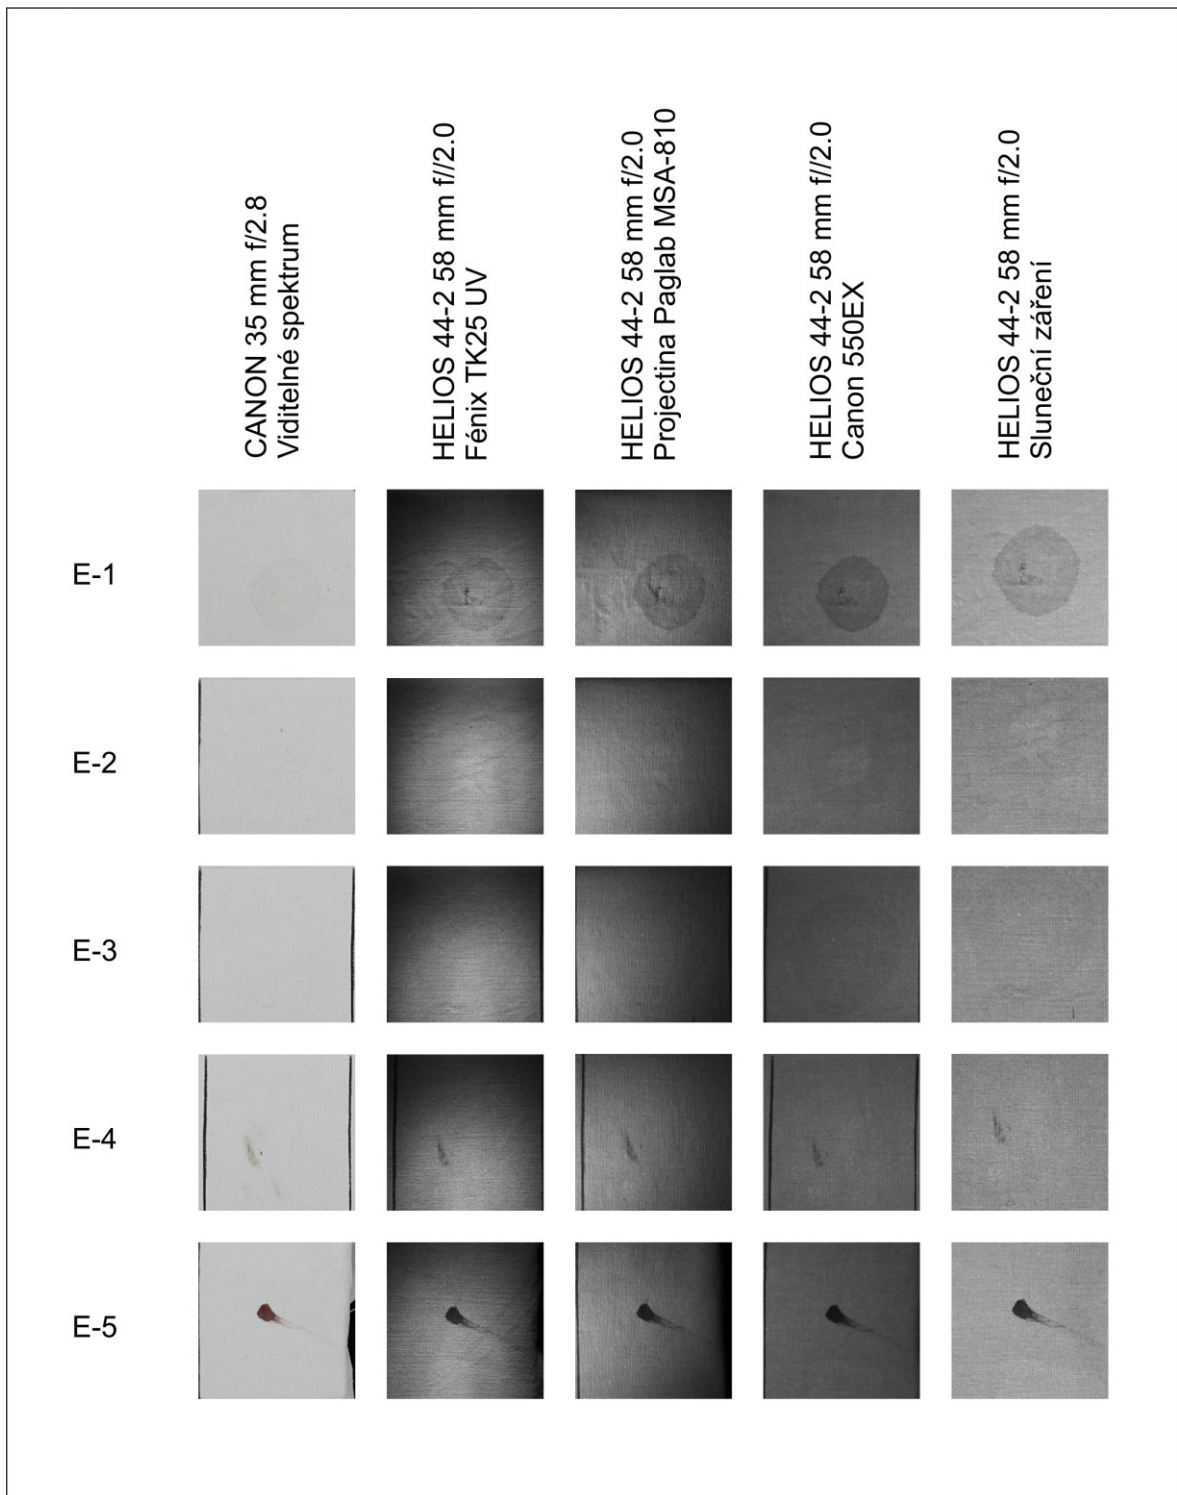 CANON 35 mm f/2.8
Viditelné spektrum
HELIOS 44-2 58 mm f//2.0
Fénix TK25 UV
HELIOS 44-2 58 mm f/2.0
Projectina Paglab MSA-810
HELIOS 44-2 58 mm f//2.0
Canon 550EX
HELIOS 44-2 58 mm f/2.0
Sluneční záření
E-1
E-2
E-3
E-4
E-5